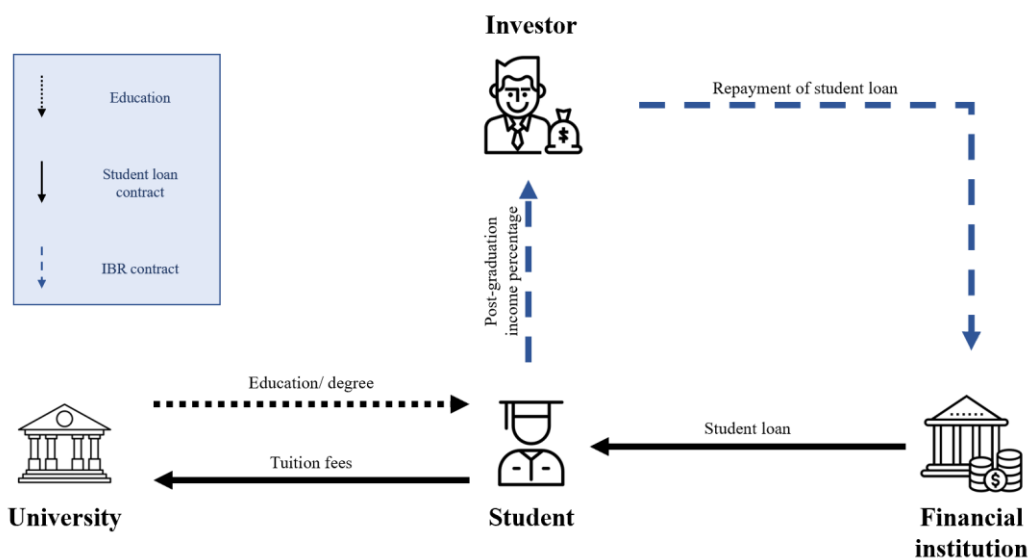 Investor
Education
Student loan
contract
IBR contract
Repayment of student loan
$
Post-graduation
income percentage
Education/ degree
Tuition fees
Student loan
$
University
Student
Financial
institution